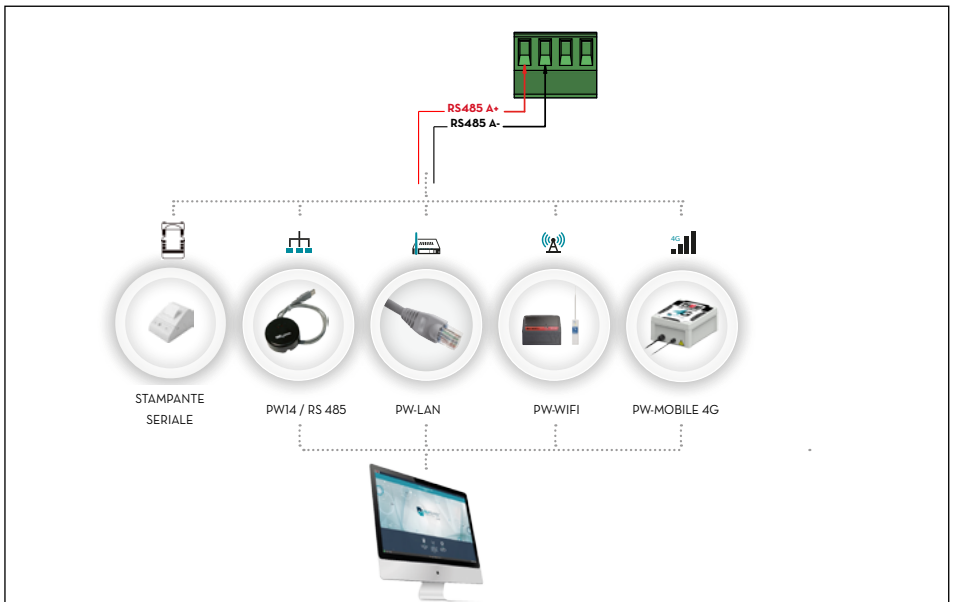 RS485 A+
RS485 A-
4G
STAMPANTE
SERIALE
PW14 / RS 485
PW-LAN
PW-WIFI
PW-MOBILE 4G